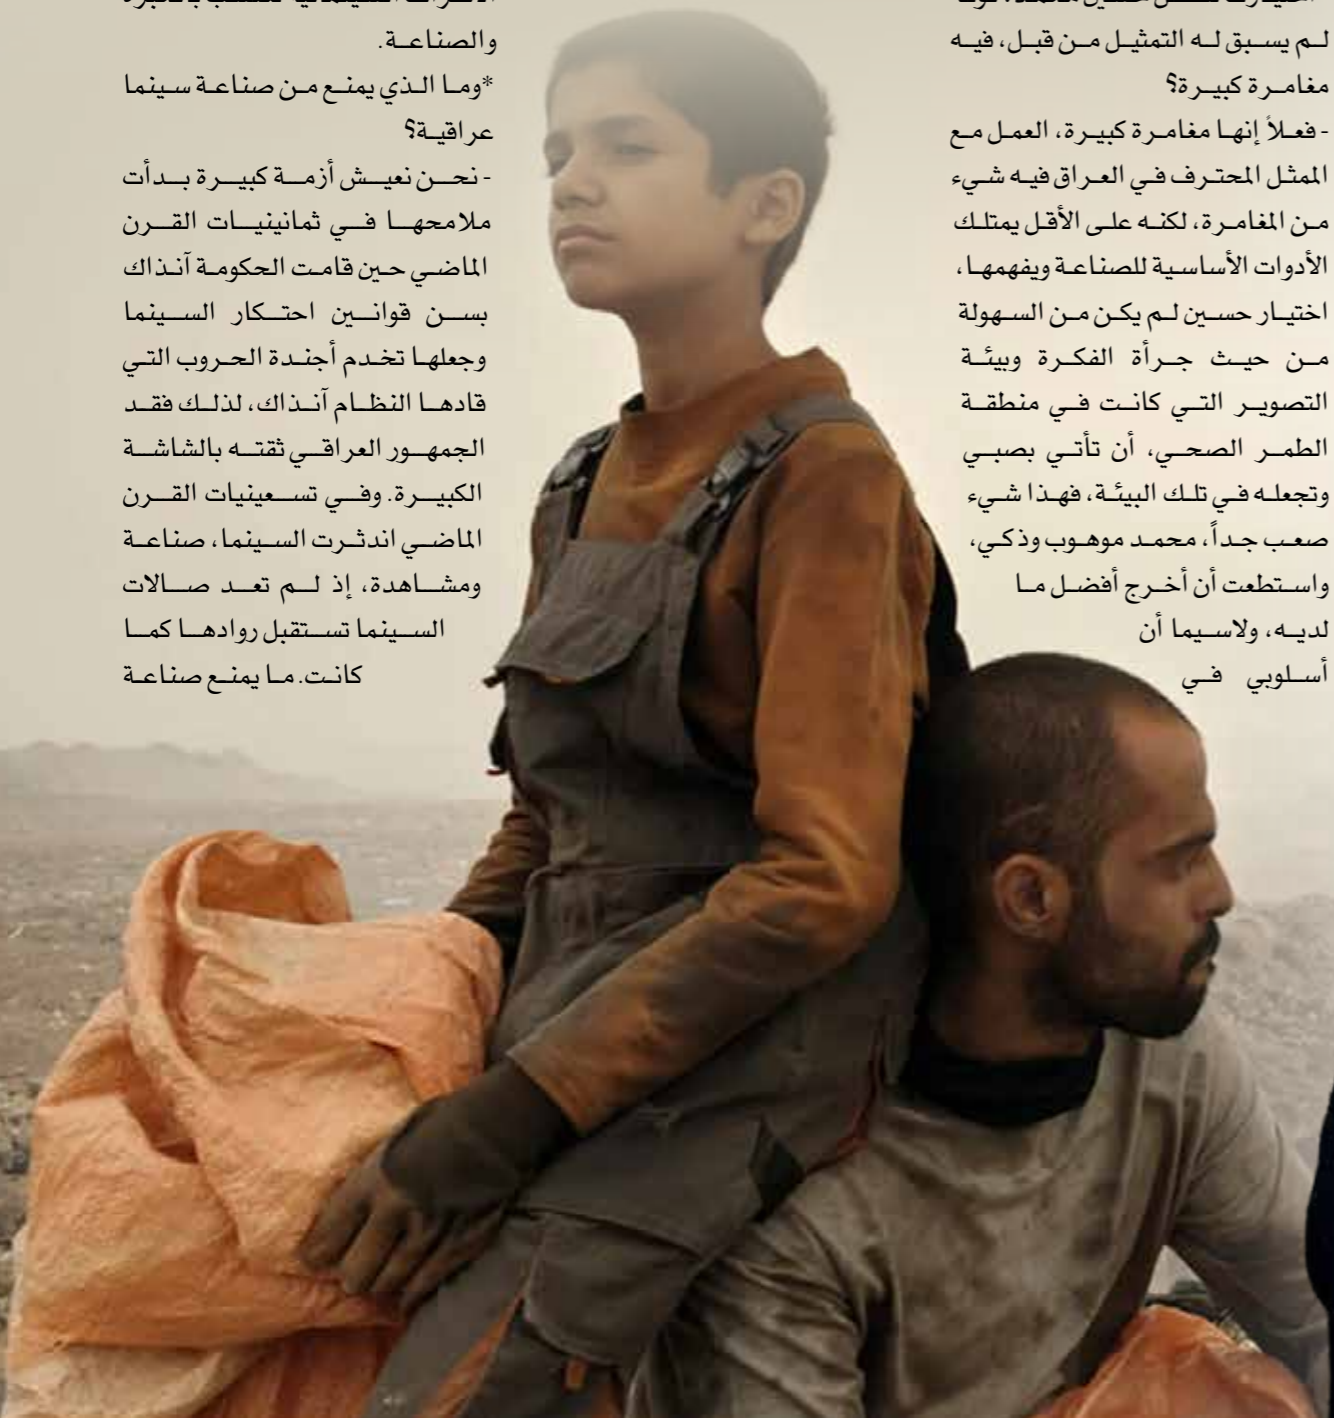 لم يسبق له التمثيل من قبل، فيه
مغامرة كبيرة؟
- فعلاً إنها مغامرة كبيرة، العمل مع
الممثل المحترف في العراق فيه شيء
من المغامرة، لكنه على الأقل يمتلك
الأدوات الأساسية للصناعة ويفهمها،
اختيار حسين لم يكن من السهولة
من حيث جرأة الفكرة وبيئة
التصوير التي كانت في منطقة
الطمر الصحي، أن تأتي بصبي
وتجعله في تلك البيئة، فهذا شيء
صعب جداً، محمد موهوب وذكي،
واستطعت أن أخرج أفضل ما
لديه، ولاسيما أن
أسلوبي في
والصناعة.
*وما الذي يمنع من صناعة سينما
عراقية؟
- نحن نعيش أزمة كبيرة بدأت
ملامحها في ثمانينيات القرن
الماضي حين قامت الحكومة آنذاك
بسن قوانين احتكار السينما
وجعلها تخدم أجندة الحروب التي
قادها النظام آنذاك، لذلك فقد
الجمهور العراقي ثقته بالشاشة
الكبيرة. وفي تسعينيات القرن
الماضي اندثرت السينما، صناعة
ومشاهدة، إذ لم تعد صالات
السينما تستقبل روادها كما
كانت. ما يمنع صناعة